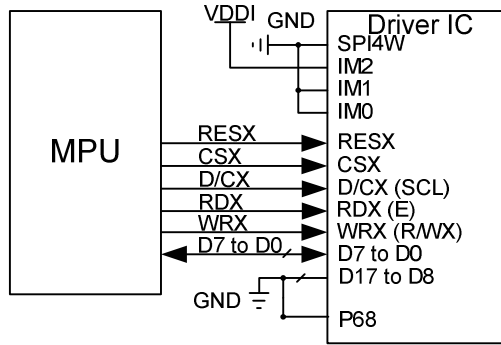 VDDI
GND
Driver IC
SPI4W
IM2
IM1
IM0
MPU
RESX
RESX
CSX
CSX
D/CX
D/CX (SCL)
RDX
RDX (E)
WRX
WRX (R/WX)
D7 to D0
D7 to D0
D17 to D8
GND
P68